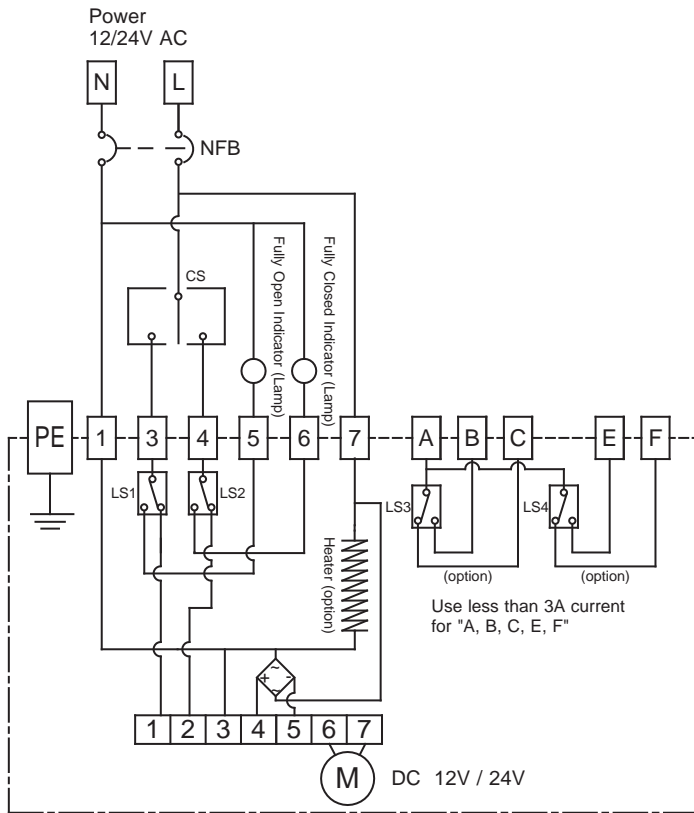 Power
12/24V AC
N L
NFB
CS
Fully Open Indicator (Lamp)
Fully Closed Indicator (Lamp)
PE 1 3 4 5 6 7 A B C E F
LS1 LS2 LS3 LS4
(option) (option)
Heater (option)
Use less than 3A current
for "A, B, C, E, F"
~
+ -
~
1 2 3 4 5 6 7
M DC 12V / 24V